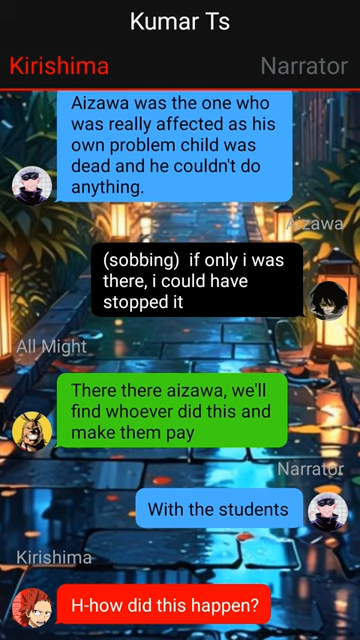 Kumar Ts
Kirishima
Narrator
Aizawa was the one who
was really affected as his
own problem child was
dead and he couldn't do
anything.
Aizawa
(sobbing)  if only i was
there, i could have
stopped it
All Might
There there aizawa, we'll
find whoever did this and
make them pay
Narrator
With the students
Kirishima
H-how did this happen?